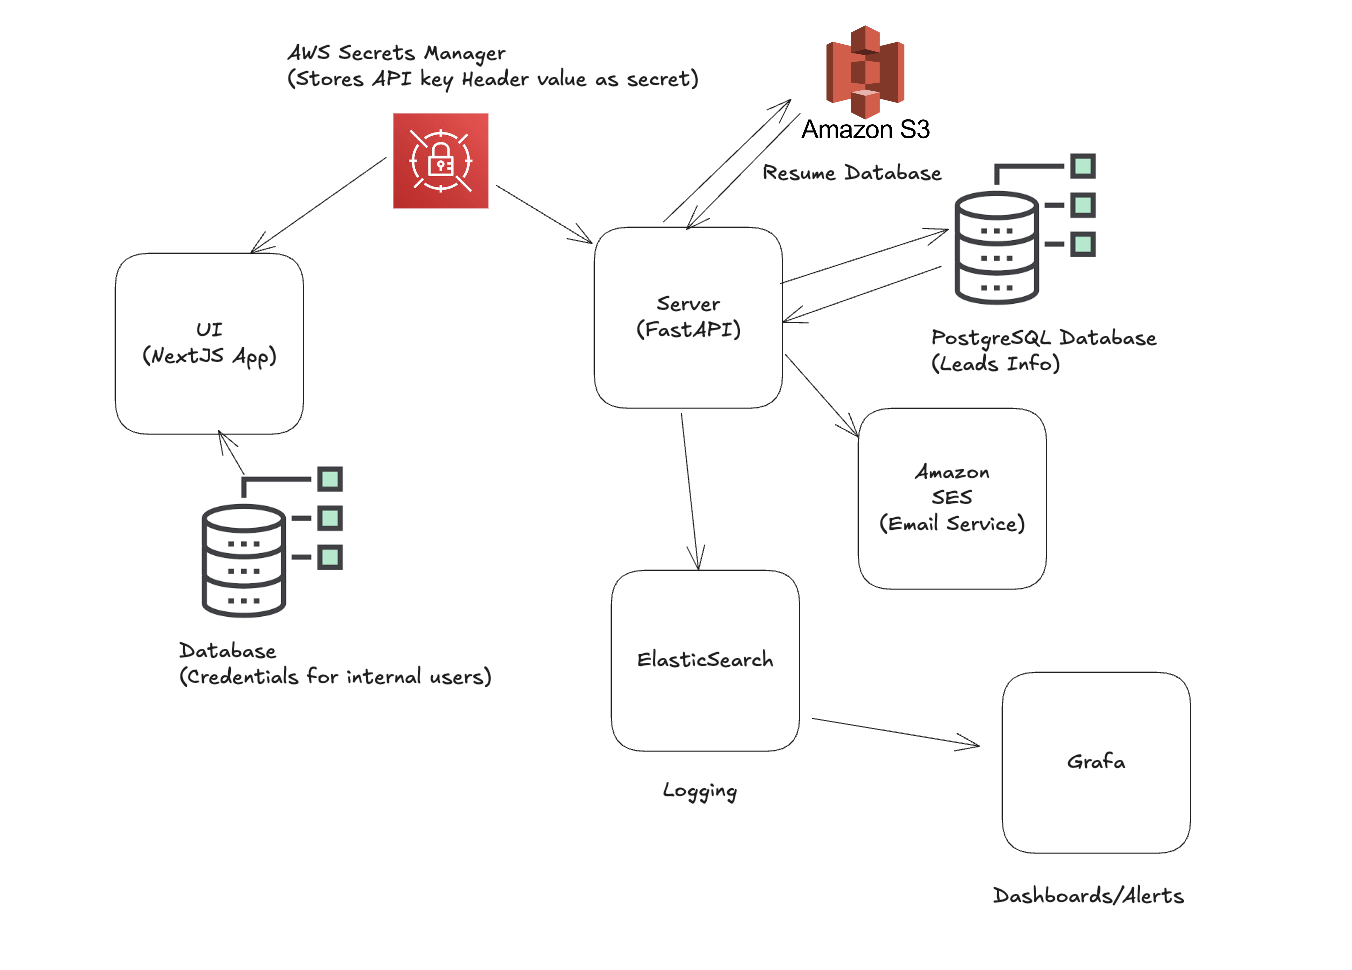 AWS Secrets Manager
(Stores API key Header value as secret)
Amazon S3
Resume Database
UI
(NextJS App)
Server
(FastAPI)
PostgreSQL Database
(Leads Info)
Amazon
SES
(Email Service)
Database
(Credentials for internal users)
ElasticSearch
Logging
Grafa
Dashboards/Alerts